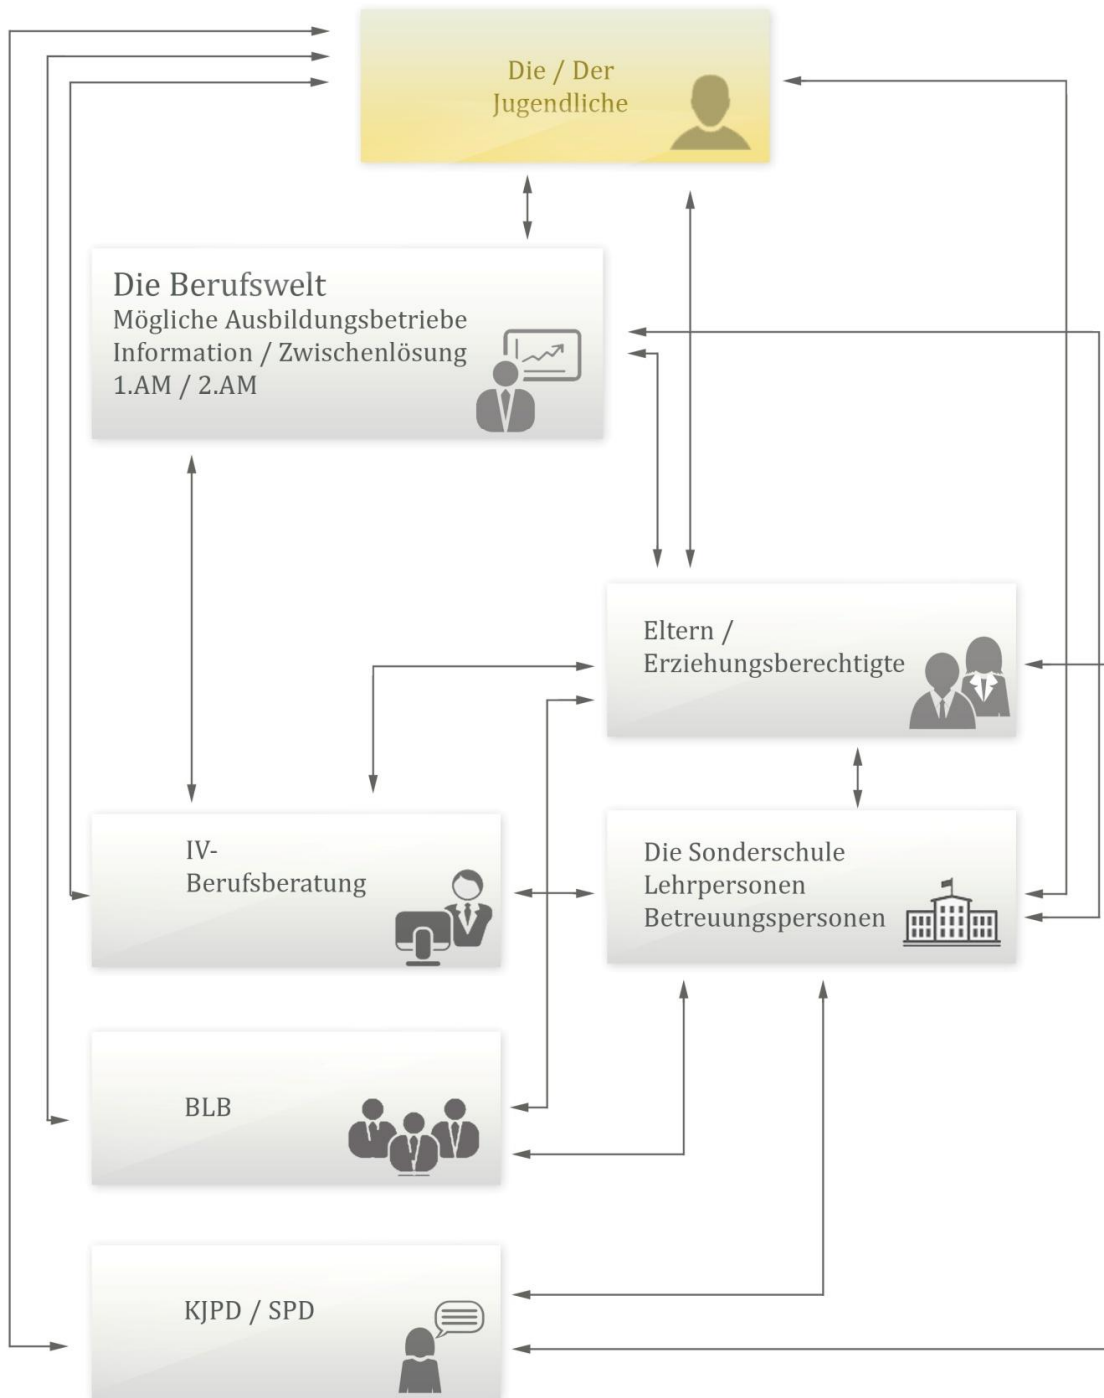 Die / Der
Jugendliche
Die Berufswelt
Mögliche Ausbildungsbetriebe
Information / Zwischenlösung
1.AM / 2.AM
Eltern /
Erziehungsberechtigte
IV-
Berufsberatung
Die Sonderschule
Lehrpersonen
Betreuungspersonen
BLB
KJPD / SPD